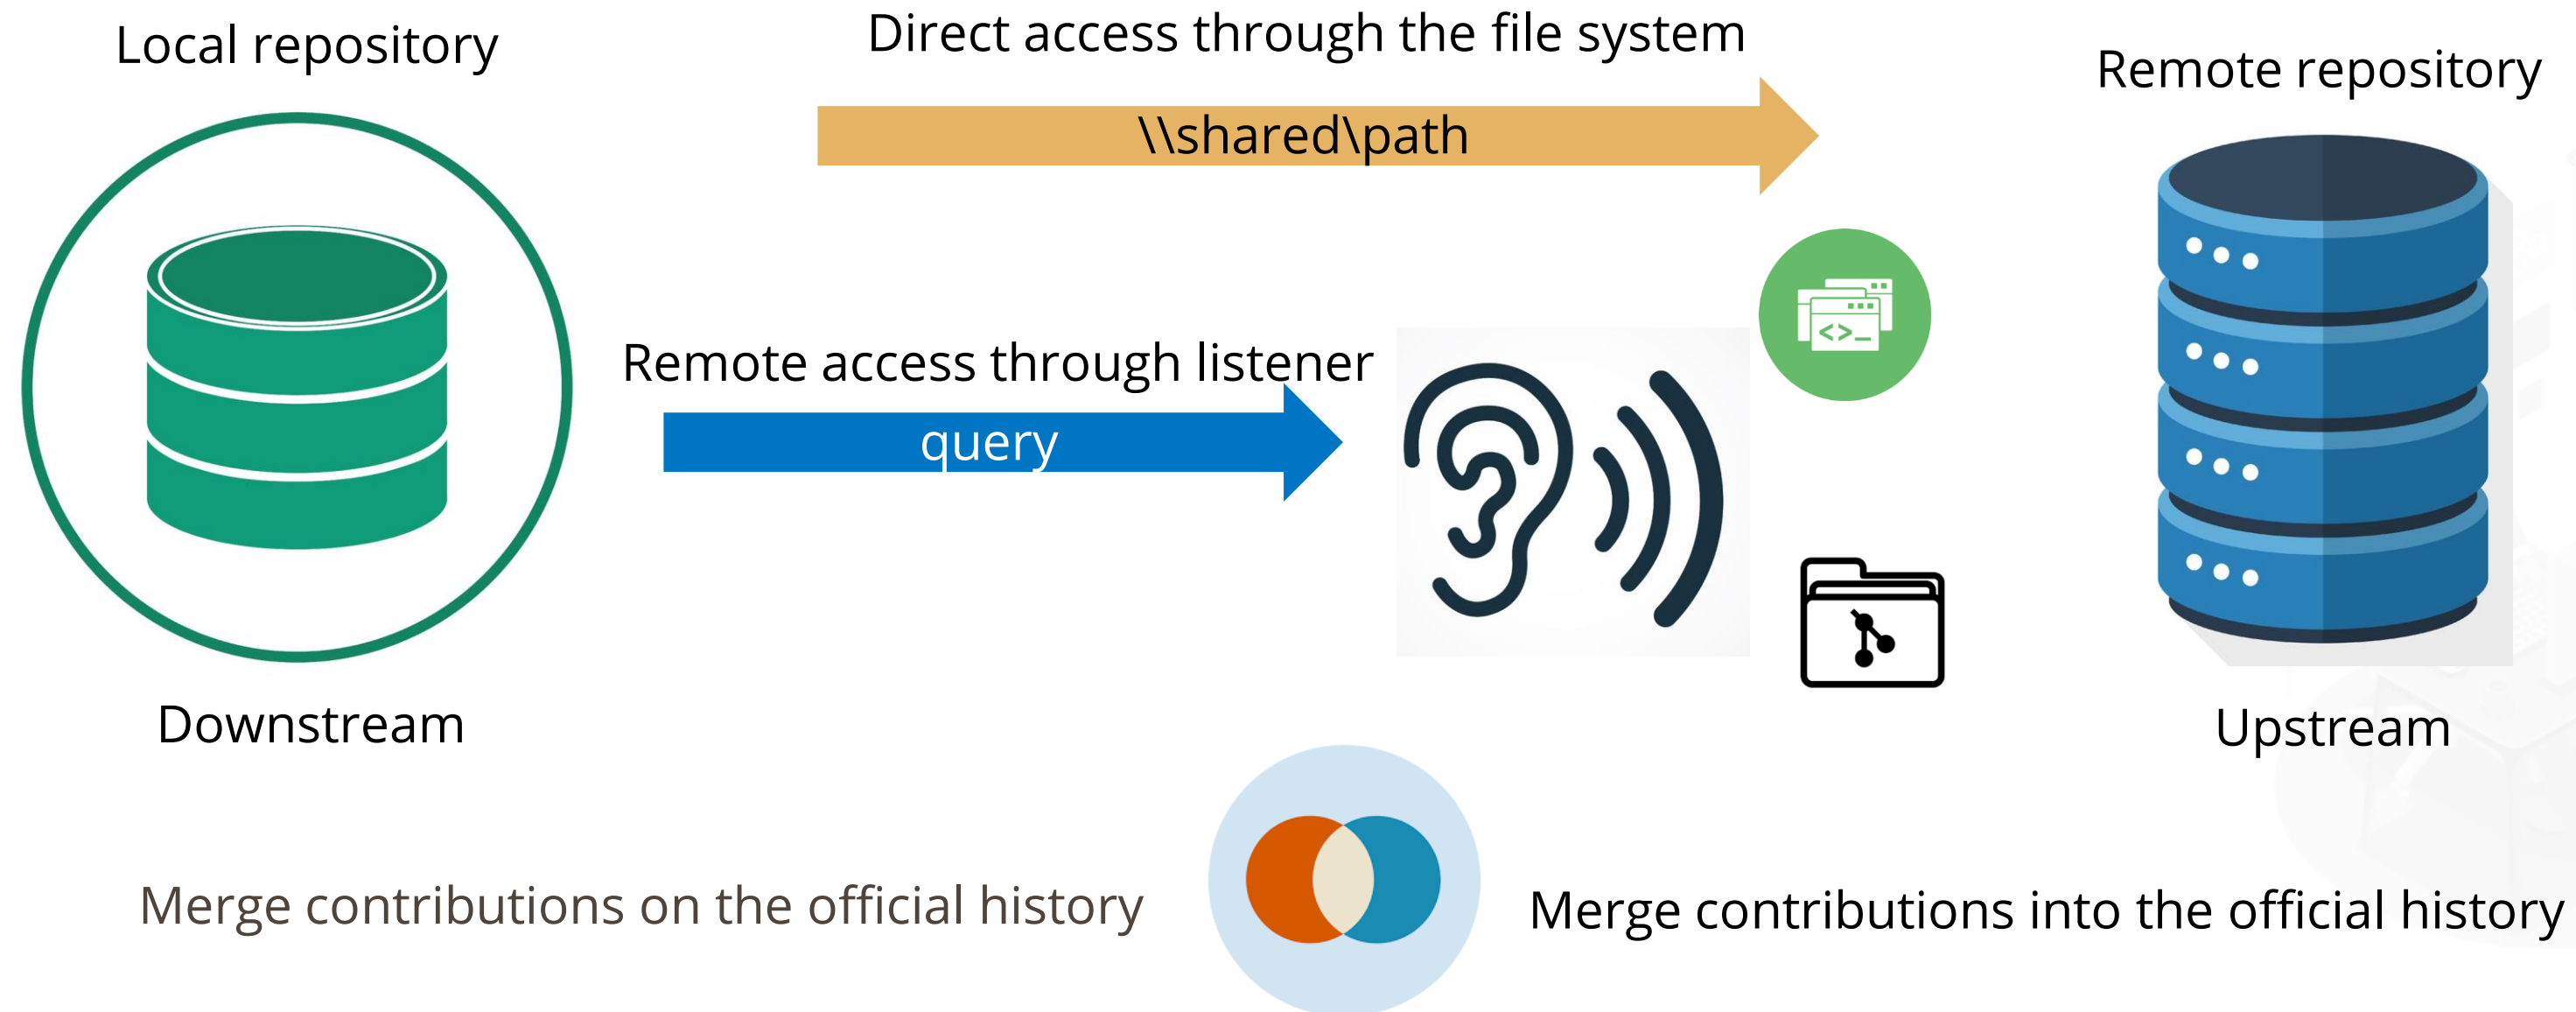 Local repository
Direct access through the file system
Remote repository
\\shared\path
<>_
Remote access through listener
query
Downstream
Upstream
Merge contributions on the official history
Merge contributions into the official history